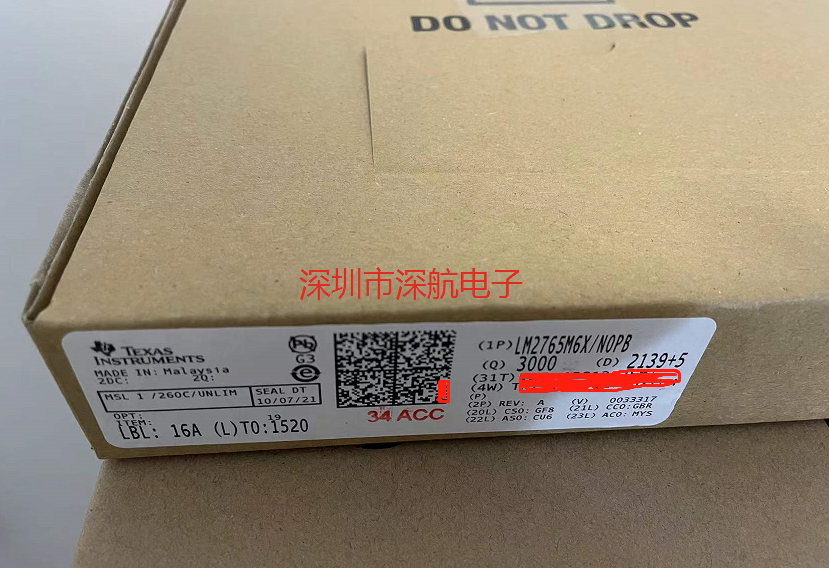 DO NOT DROP
深圳市深航电子
TEXAS
INSTRUMENTS
MADE IN: Malaysia
2DC: 2Q:
G3
MSL 1 /260C/UNLIM
SEAL DT
10/07/21
OPT:
ITEM: 19
LBL: 16A (L)T0:1520
34 ACC
(1P) LM2765M6X/NOPB
(Q) 3000 (D) 2139+5
(31T)
(4W)
(P)
(2P) REV: A (V) 0033317
(20L) CSO: GF8 (21L) CCO:GBR
(22L) ASO: CU6 (23L) ACO: MYS